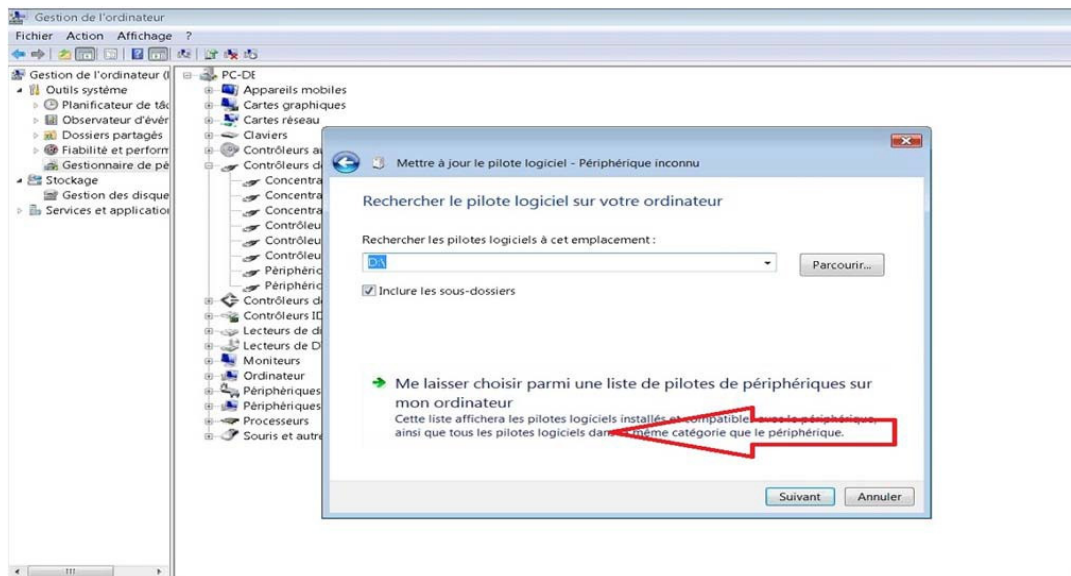 Gestion de l'ordinateur
Fichier Action Affichage ?
Gestion de l'ordinateur (l
Outils système
Planificateur de tâc
Observateur d'évér
Dossiers partagés
Fiabilité et perform
Gestionnaire de pé
Stockage
Gestion des disque
Services et application
PC-DE
Appareils mobiles
Cartes graphiques
Cartes réseau
Claviers
Contrôleurs au
Contrôleurs de
Concentra
Concentra
Concentra
Contrôleu
Contrôleu
Contrôleu
Périphéric
Périphéric
Contrôleurs de
Contrôleurs ID
Lecteurs de di
Lecteurs de D
Moniteurs
Ordinateur
Périphériques
Périphériques
Processeurs
Souris et autre
Mettre à jour le pilote logiciel - Périphérique inconnu
Rechercher le pilote logiciel sur votre ordinateur
Rechercher les pilotes logiciels à cet emplacement :
D:\
Parcourir...
Inclure les sous-dossiers
Me laisser choisir parmi une liste de pilotes de périphériques sur
mon ordinateur
Cette liste affichera les pilotes logiciels installés et compatibles avec le périphérique,
ainsi que tous les pilotes logiciels dans la même catégorie que le périphérique.
Suivant
Annuler